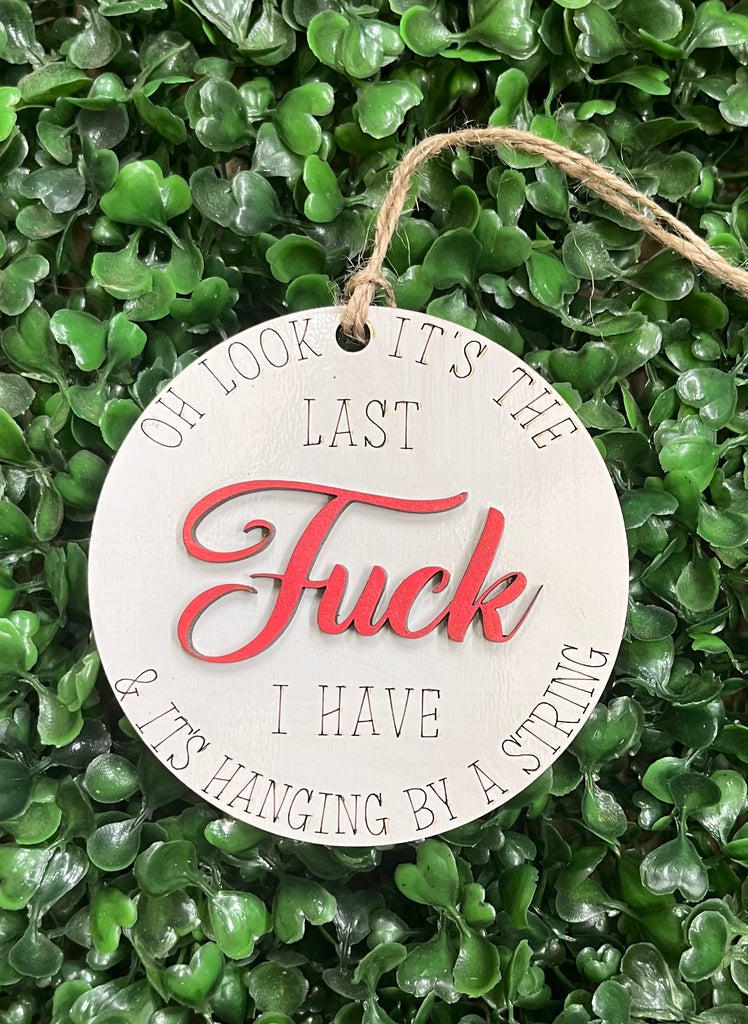 OH LOOK IT'S THE
LAST
Fuck
I HAVE
& IT'S HANGING BY A STRING